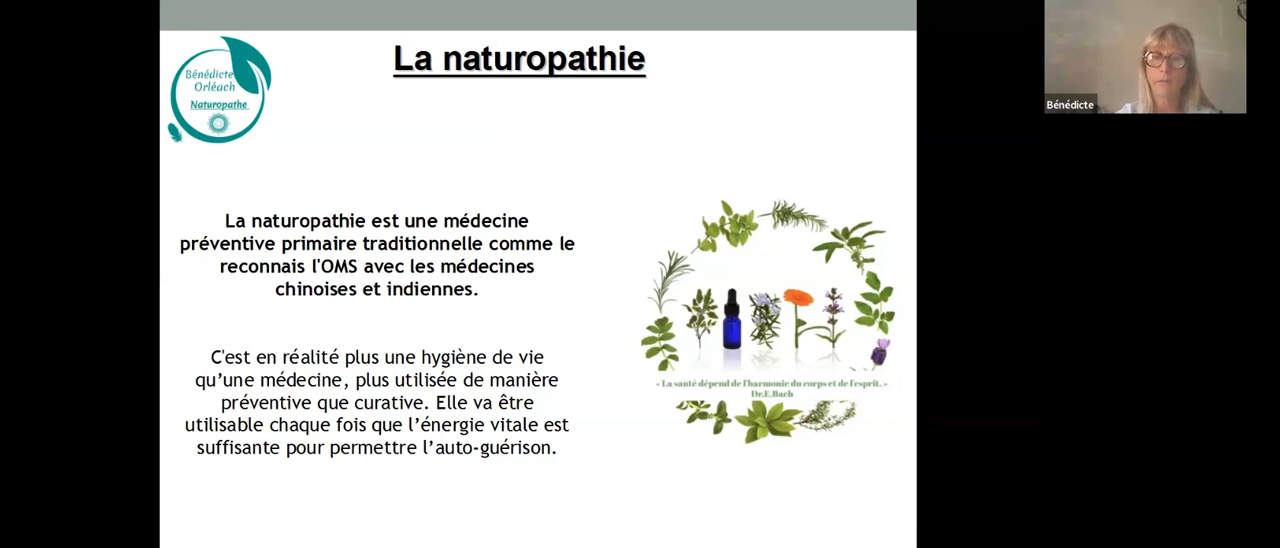 La naturopathie
Bénédicte
Orléach
Naturopathe
Bénédicte
La naturopathie est une médecine
préventive primaire traditionnelle comme le
reconnais l'OMS avec les médecines
chinoises et indiennes.
C'est en réalité plus une hygiène de vie
qu’une médecine, plus utilisée de manière
préventive que curative. Elle va être
utilisable chaque fois que l’énergie vitale est
suffisante pour permettre l’auto-guérison.
« La santé dépend de l'harmonie du corps et de l'esprit. »
Dr.E.Bach